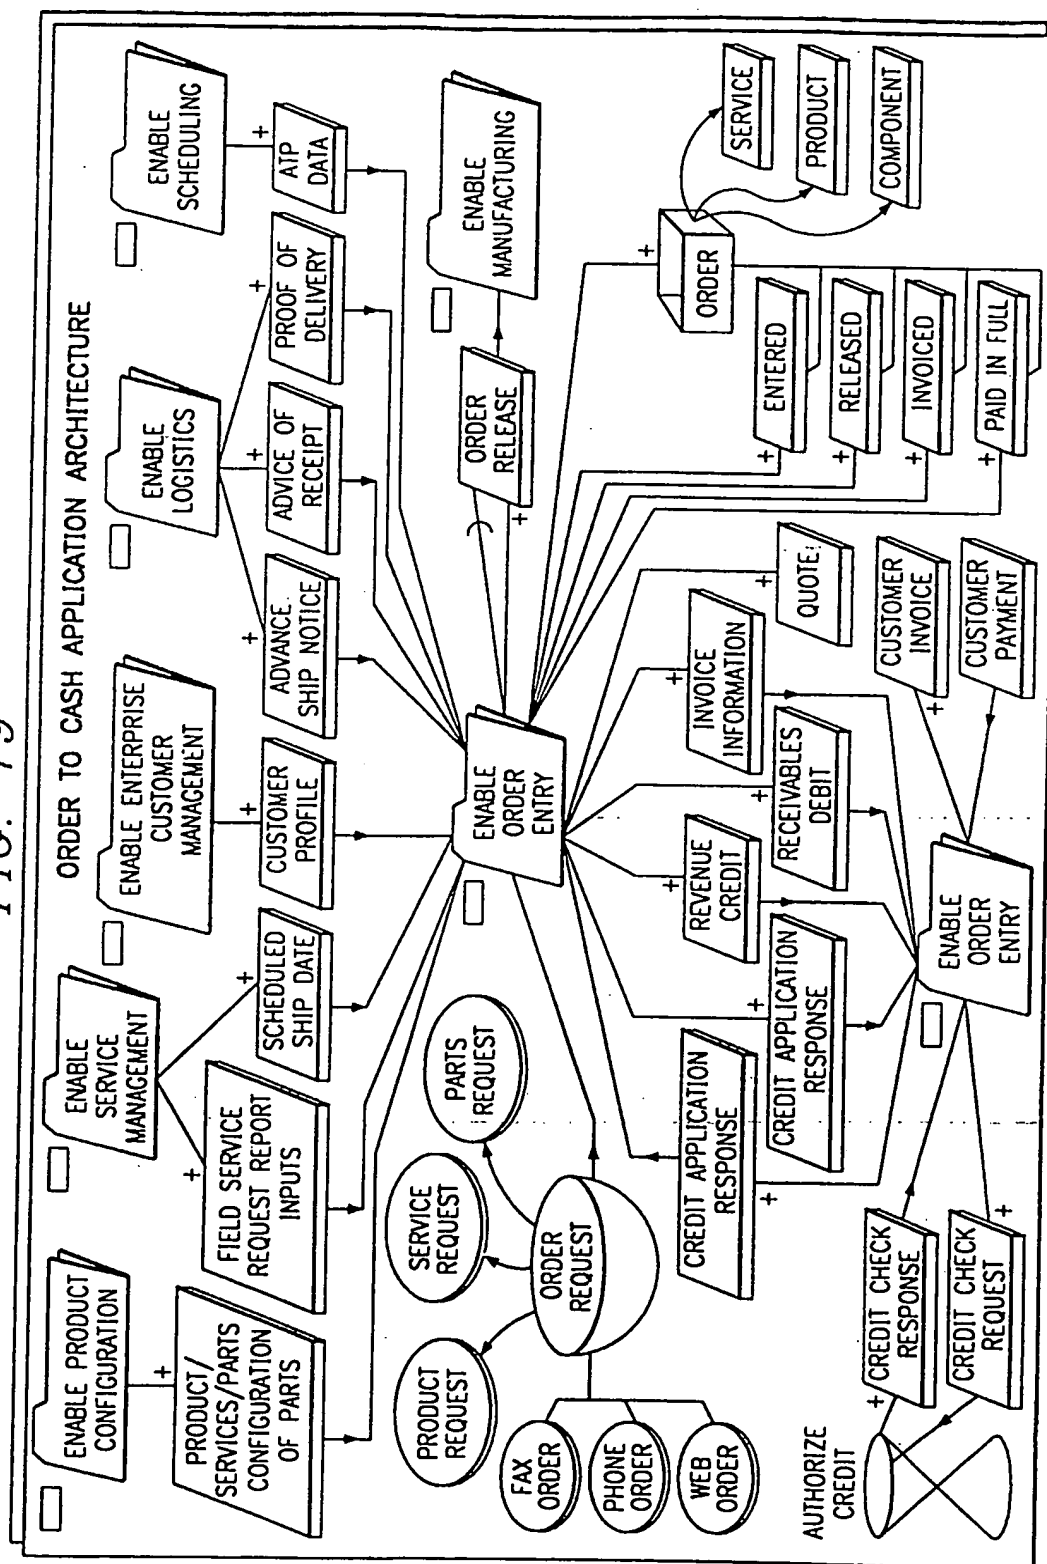 ORDER TO CASH APPLICATION ARCHITECTURE
ENABLE PRODUCT
CONFIGURATION
ENABLE
SERVICE
MANAGEMENT
ENABLE ENTERPRISE
CUSTOMER
MANAGEMENT
ENABLE
LOGISTICS
ENABLE
SCHEDULING
PRODUCT/
SERVICES/PARTS
CONFIGURATION
OF PARTS
FIELD SERVICE
REQUEST REPORT
INPUTS
SCHEDULED
SHIP DATE
CUSTOMER
PROFILE
ADVANCE
SHIP NOTICE
ADVICE OF
RECEIPT
PROOF OF
DELIVERY
ATP
DATA
PRODUCT
REQUEST
SERVICE
REQUEST
PARTS
REQUEST
ENABLE
ORDER
ENTRY
ORDER
RELEASE
ENABLE
MANUFACTURING
FAX
ORDER
PHONE
ORDER
WEB
ORDER
ORDER
REQUEST
CREDIT APPLICATION
RESPONSE
CREDIT APPLICATION
RESPONSE
REVENUE
CREDIT
RECEIVABLES
DEBIT
INVOICE
INFORMATION
QUOTE
ORDER
SERVICE
PRODUCT
COMPONENT
ENTERED
RELEASED
INVOICED
PAID IN FULL
AUTHORIZE
CREDIT
CREDIT CHECK
RESPONSE
CREDIT CHECK
REQUEST
ENABLE
ORDER
ENTRY
CUSTOMER
INVOICE
CUSTOMER
PAYMENT